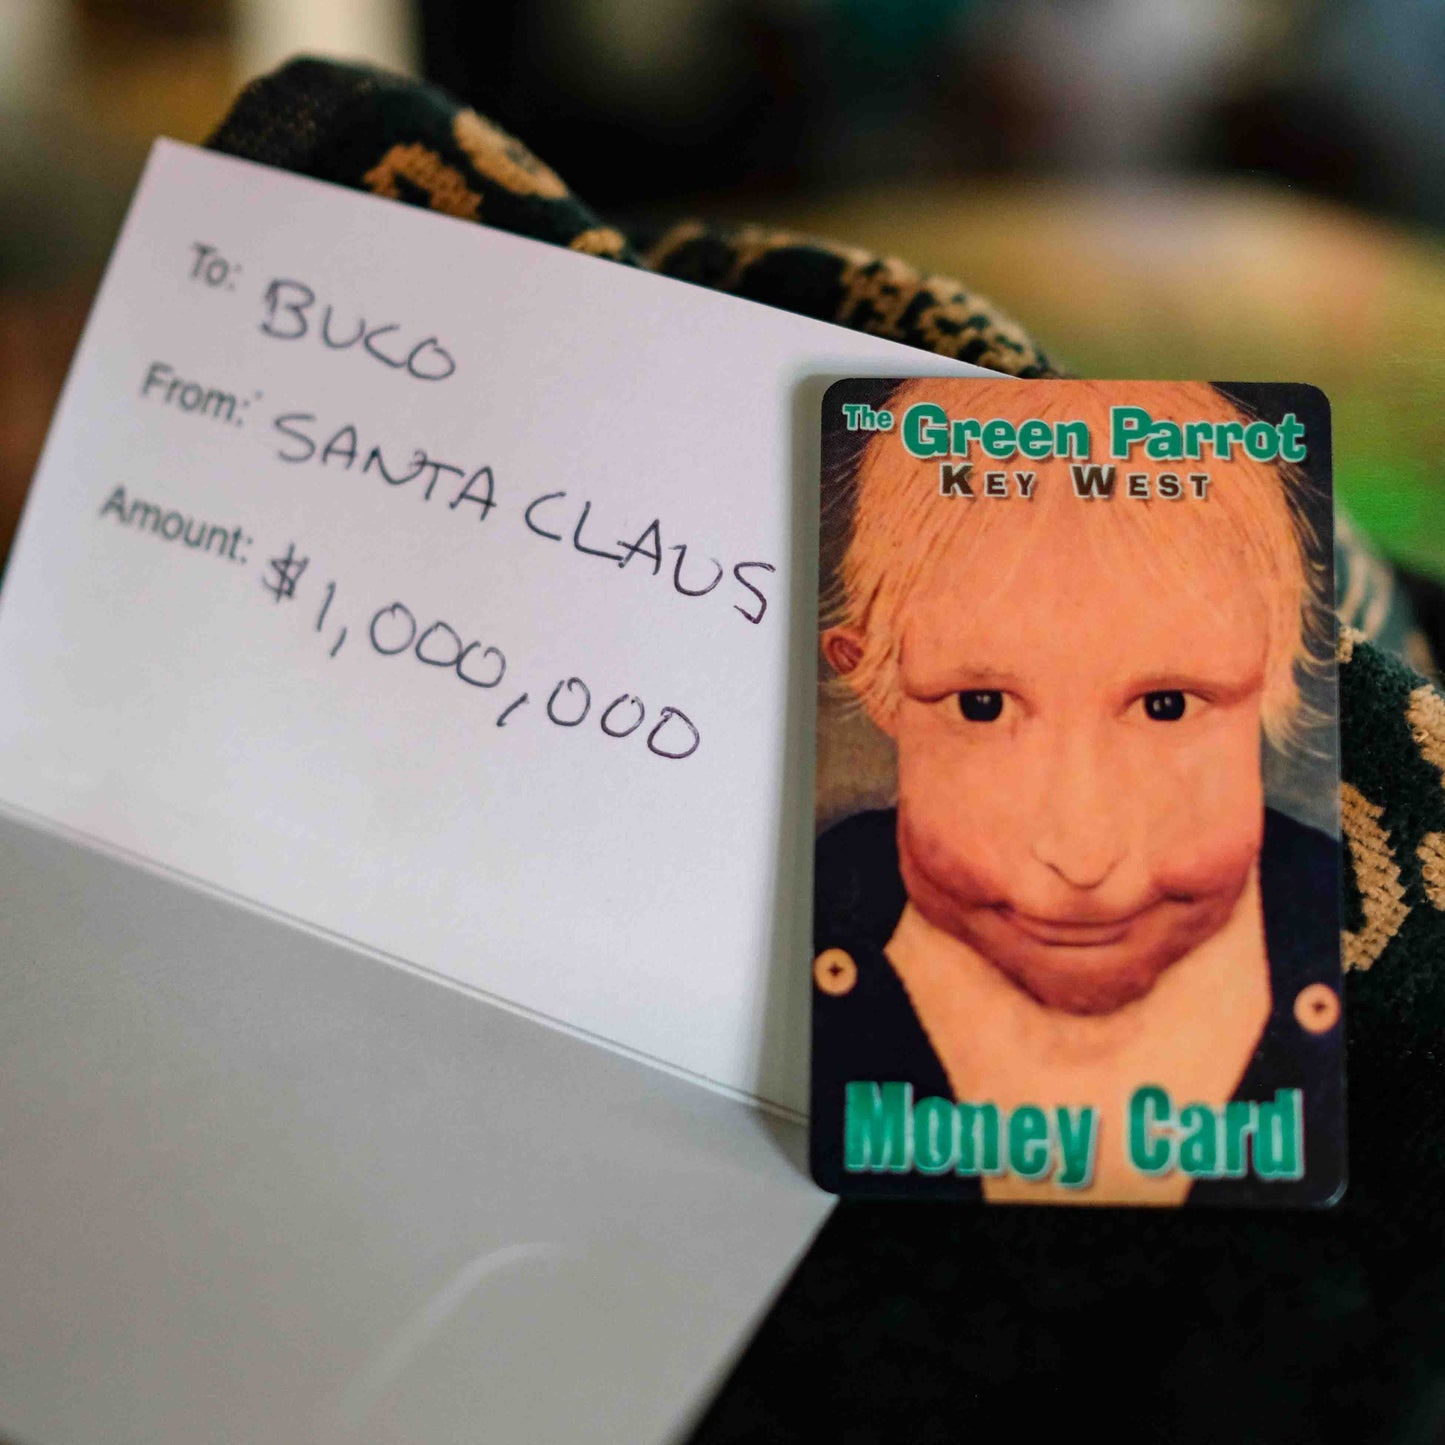 To: BUCO
From: SANTA CLAUS
Amount: $1,000,000
The Green Parrot
KEY WEST
Money Card